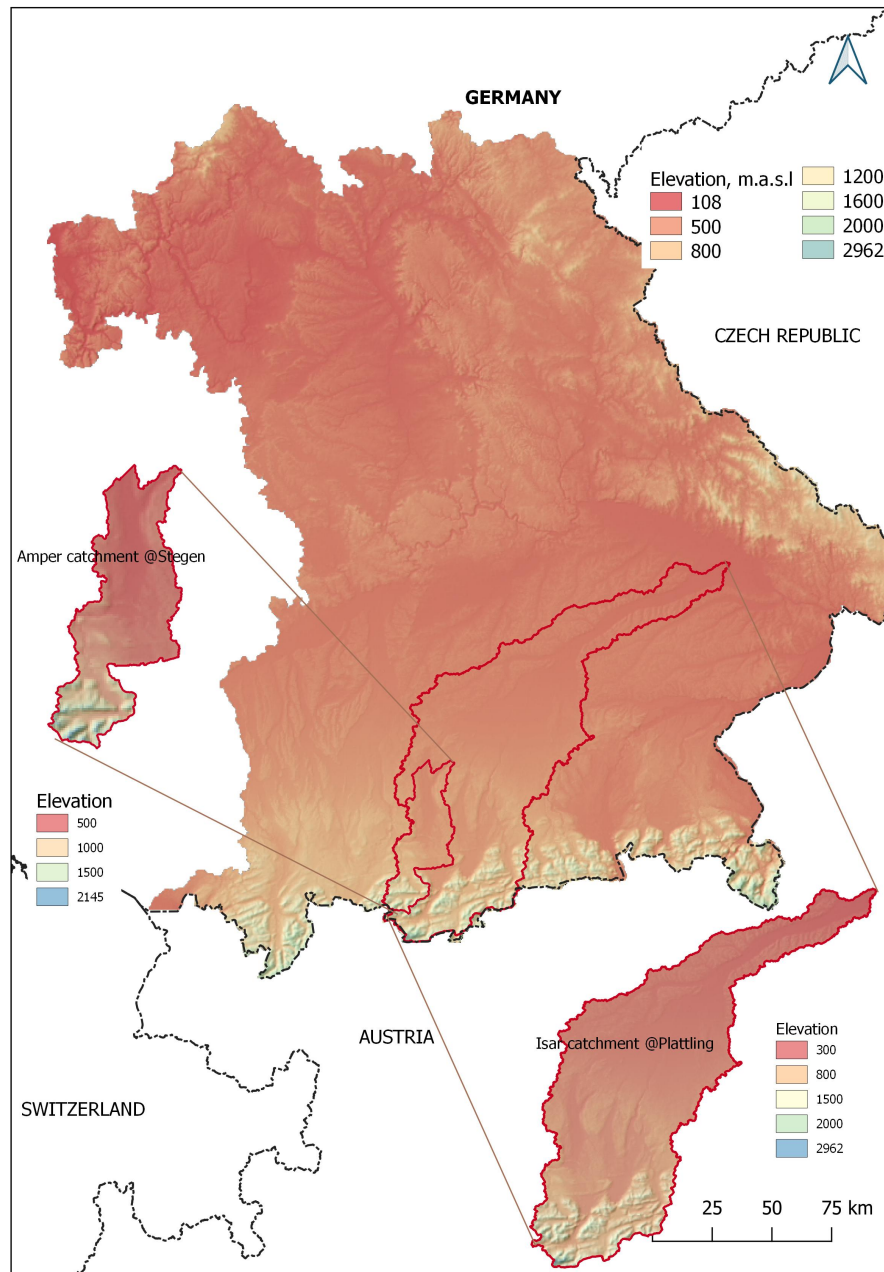 GERMANY
Elevation, m.a.s.l
108
500
800
1200
1600
2000
2962
CZECH REPUBLIC
Amper catchment @Stegen
Elevation
500
1000
1500
2145
AUSTRIA
SWITZERLAND
Isar catchment @Plattling
Elevation
300
800
1500
2000
2962
25 50 75 km